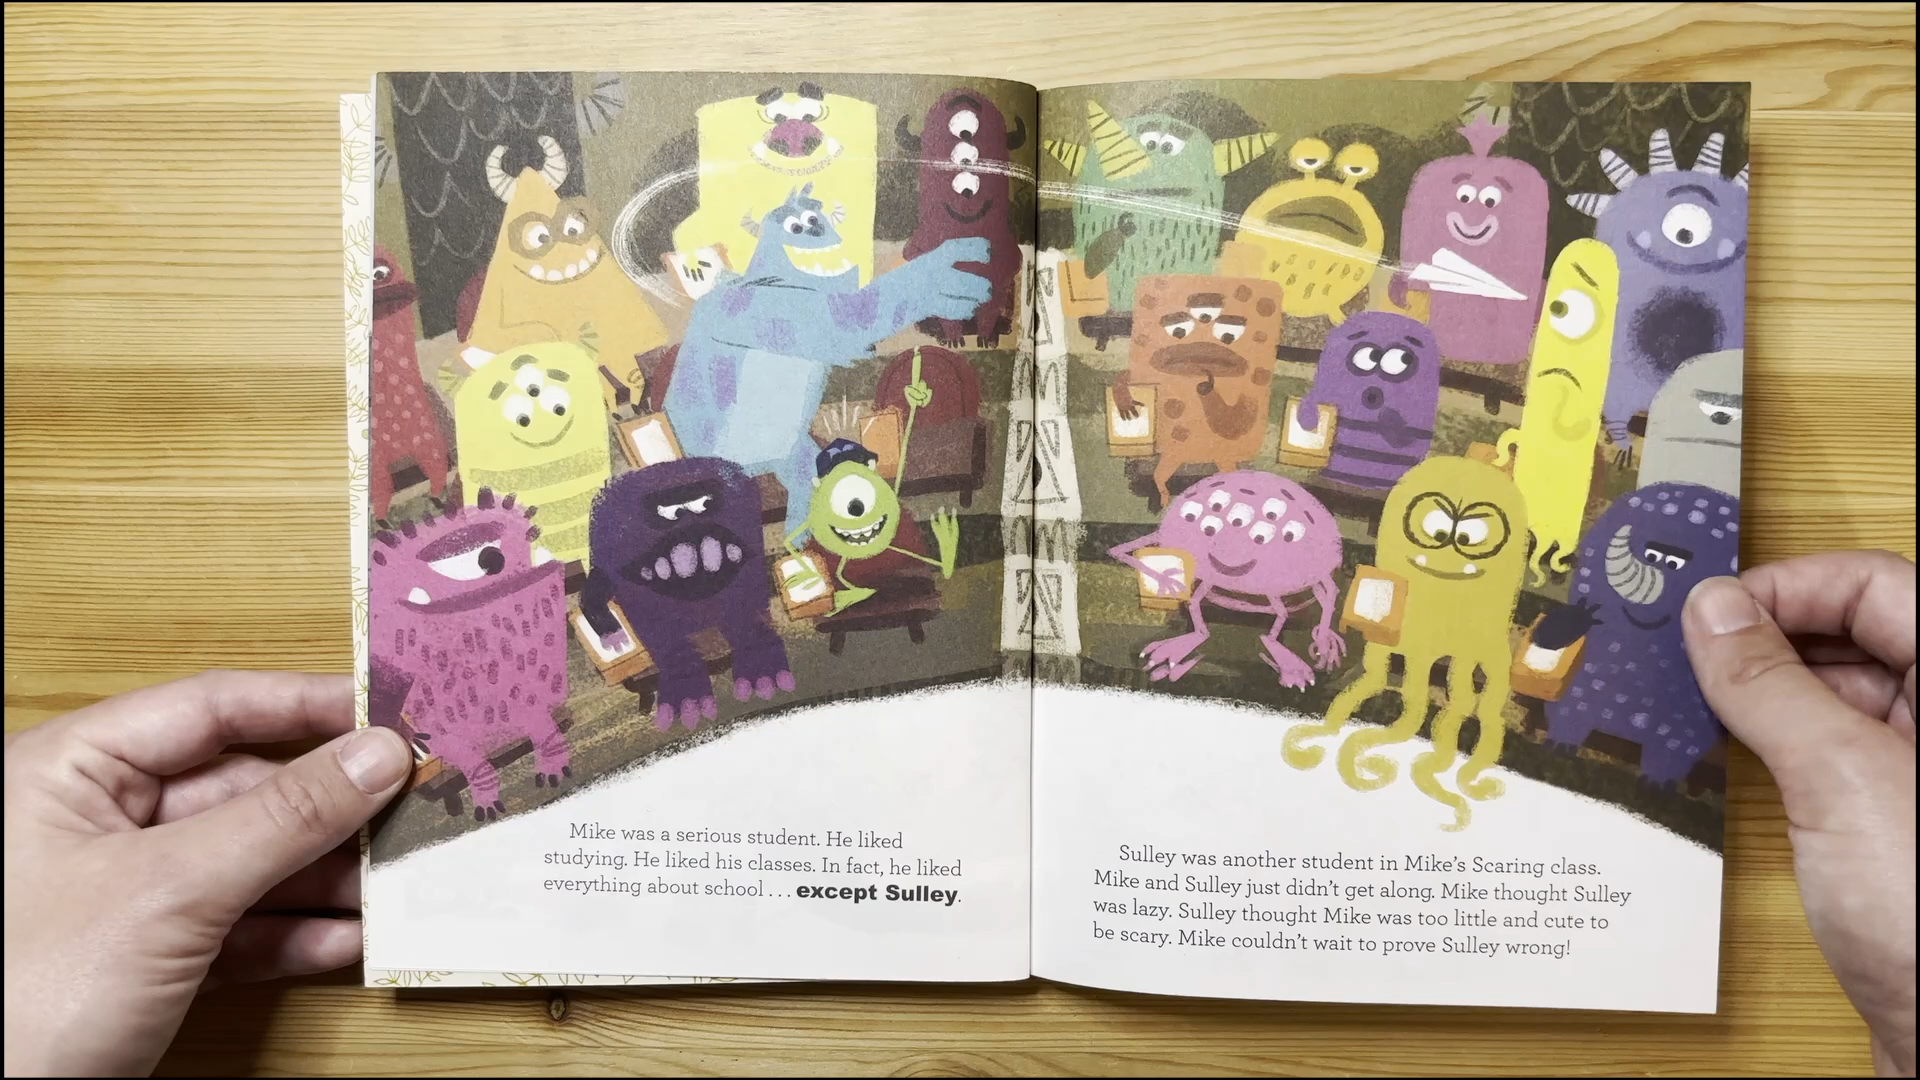 Mike was a serious student. He liked
studying. He liked his classes. In fact, he liked
everything about school . . . except Sulley.
Sulley was another student in Mike's Scaring class.
Mike and Sulley just didn't get along. Mike thought Sulley
was lazy. Sulley thought Mike was too little and cute to
be scary. Mike couldn't wait to prove Sulley wrong!